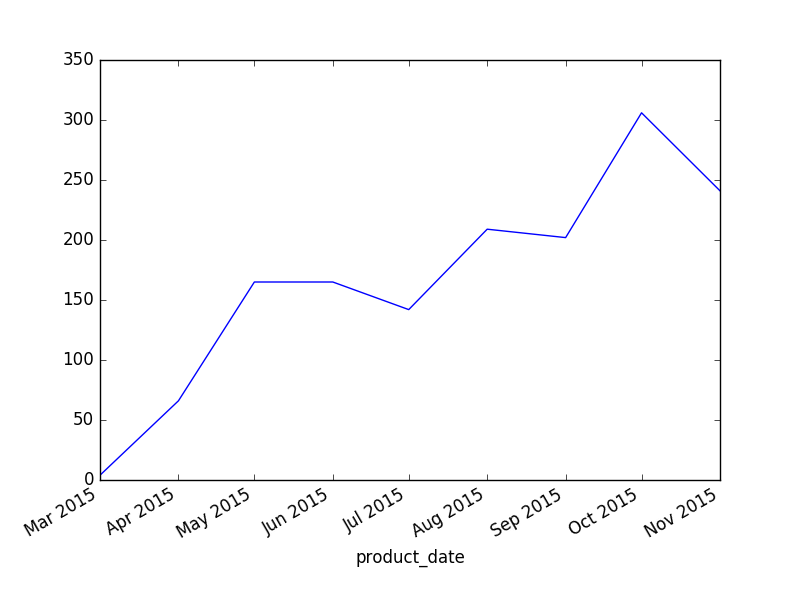 350
300
250
200
150
100
50
0
Mar 2015
Apr 2015
May 2015
Jun 2015
Jul 2015
Aug 2015
Sep 2015
Oct 2015
Nov 2015
product_date